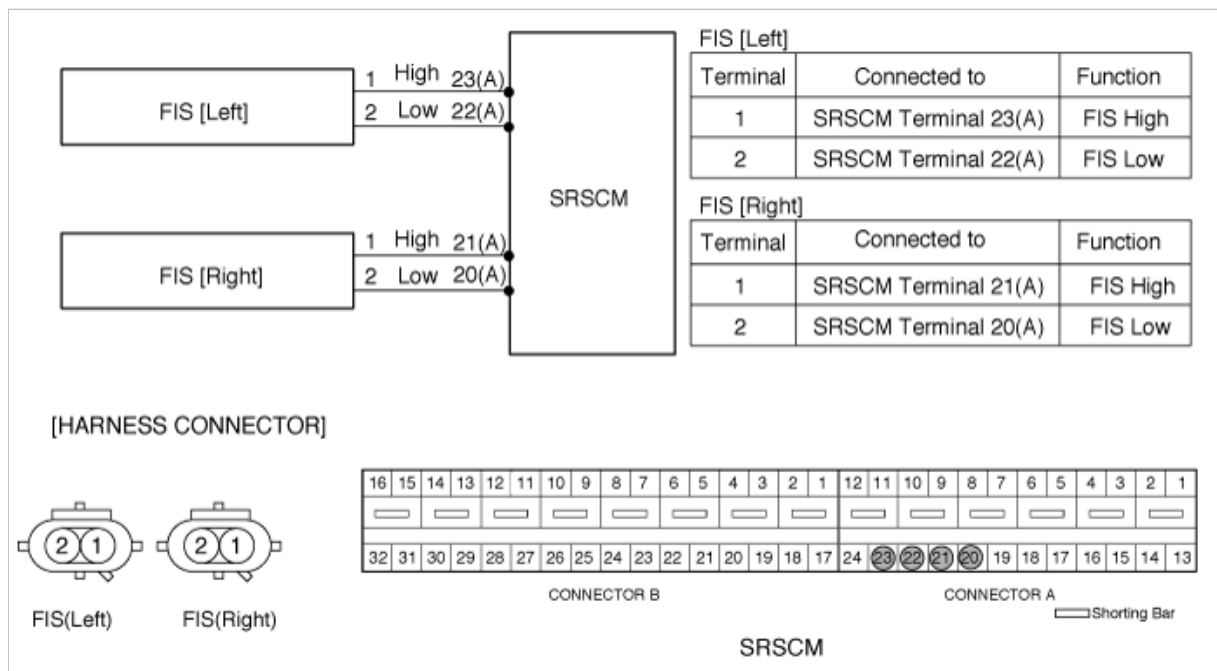 FIS [Left]
1 High 23(A)
2 Low 22(A)
FIS [Right]
1 High 21(A)
2 Low 20(A)
SRSCM
FIS [Left]
Terminal Connected to Function
1 SRSCM Terminal 23(A) FIS High
2 SRSCM Terminal 22(A) FIS Low
FIS [Right]
Terminal Connected to Function
1 SRSCM Terminal 21(A) FIS High
2 SRSCM Terminal 20(A) FIS Low
[HARNESS CONNECTOR]
2 1
FIS(Left)
2 1
FIS(Right)
16 15 14 13 12 11 10 9 8 7 6 5 4 3 2 1 12 11 10 9 8 7 6 5 4 3 2 1
32 31 30 29 28 27 26 25 24 23 22 21 20 19 18 17 24 23 22 21 20 19 18 17 16 15 14 13
CONNECTOR B CONNECTOR A
Shorting Bar
SRSCM